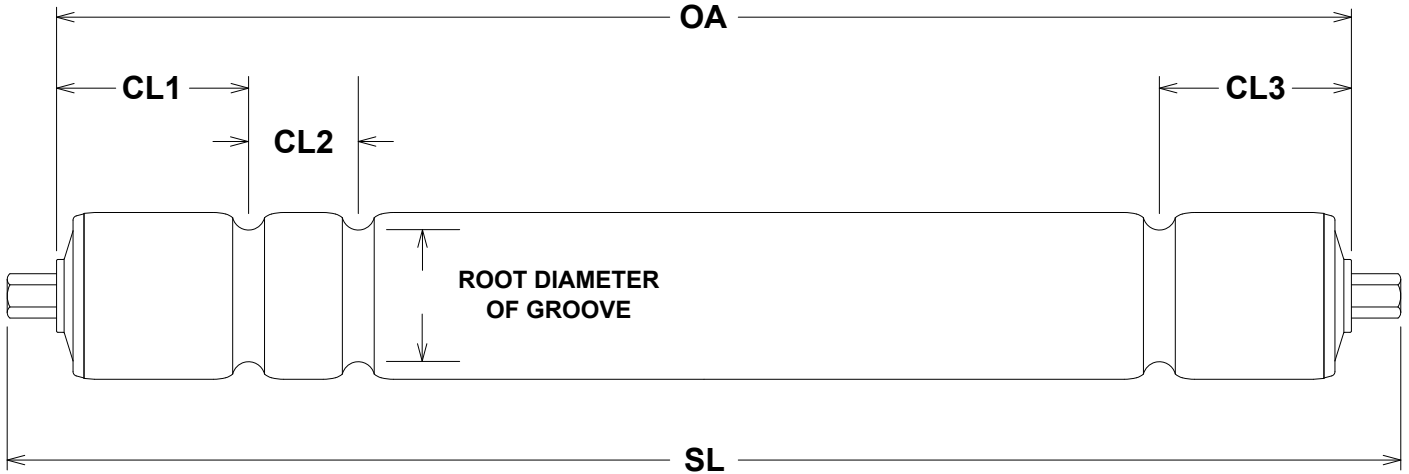 OA
CL1
CL3
CL2
ROOT DIAMETER
OF GROOVE
SL